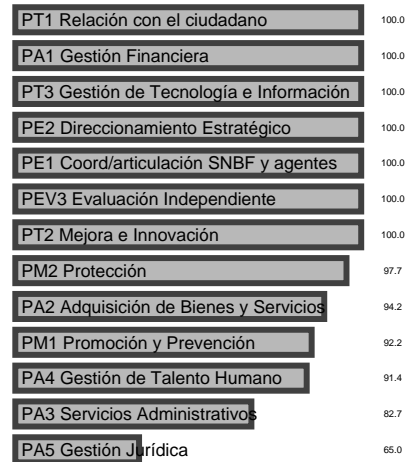 PT1 Relación con el ciudadano 100.0
PA1 Gestión Financiera 100.0
PT3 Gestión de Tecnología e Información 100.0
PE2 Direccionamiento Estratégico 100.0
PE1 Coord/articulación SNBF y agentes 100.0
PEV3 Evaluación Independiente 100.0
PT2 Mejora e Innovación 100.0
PM2 Protección 97.7
PA2 Adquisición de Bienes y Servicios 94.2
PM1 Promoción y Prevención 92.2
PA4 Gestión de Talento Humano 91.4
PA3 Servicios Administrativos 82.7
PA5 Gestión Jurídica 65.0